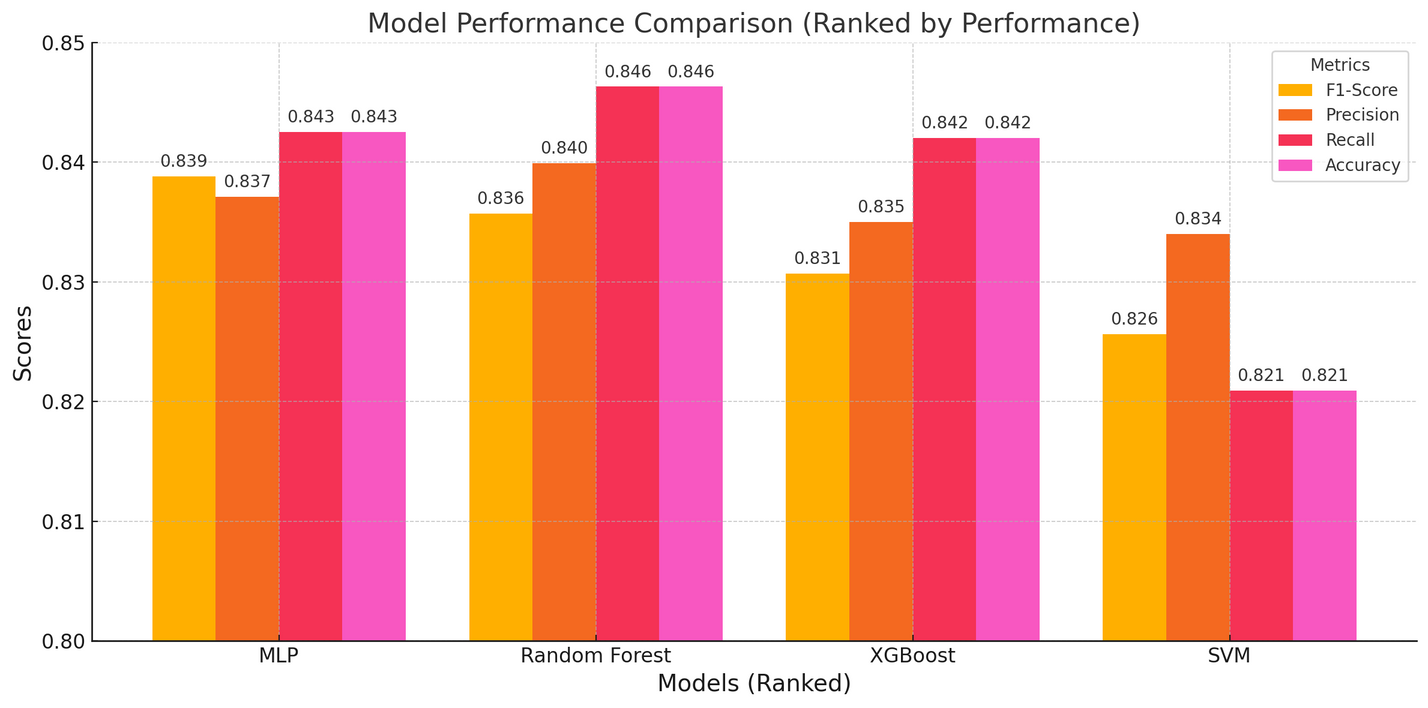 Model Performance Comparison (Ranked by Performance)
Scores
0.85
0.84
0.83
0.82
0.81
0.80
0.839
0.837
0.843
0.843
0.836
0.840
0.846
0.846
0.831
0.835
0.842
0.842
0.826
0.834
0.821
0.821
Metrics
F1-Score
Precision
Recall
Accuracy
MLP
Random Forest
XGBoost
SVM
Models (Ranked)